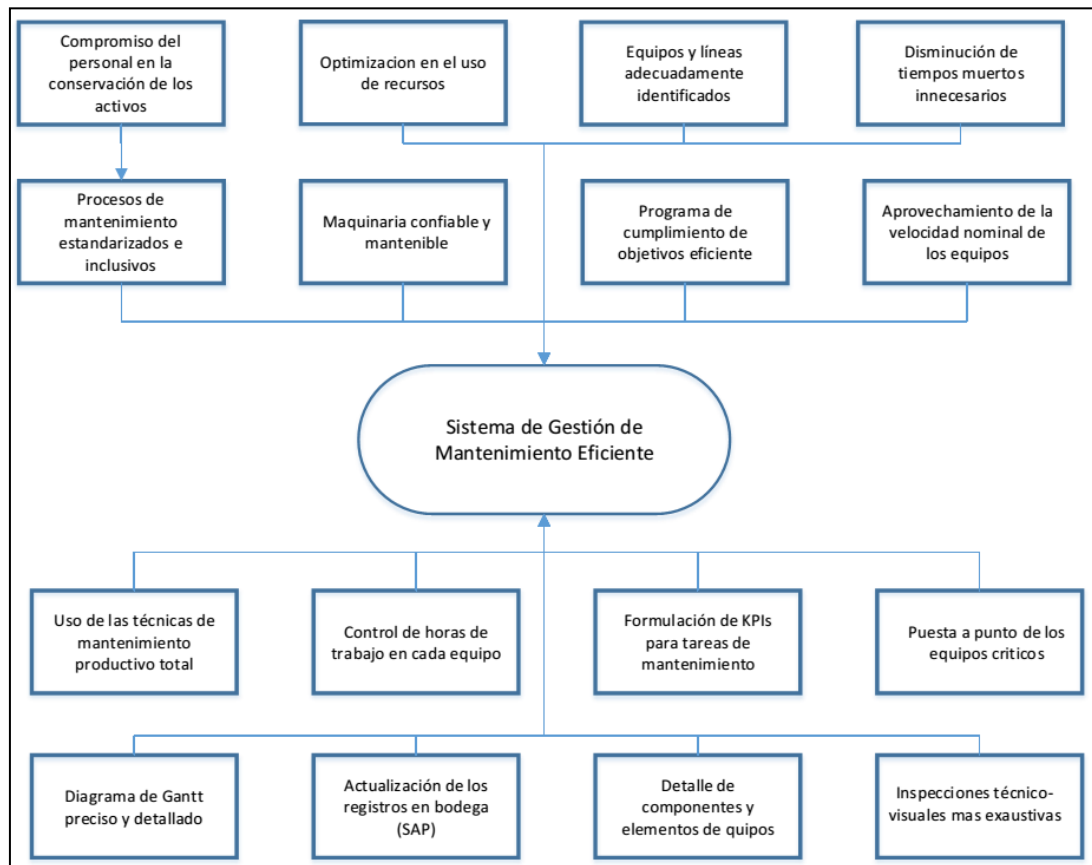 Compromiso del
personal en la
conservación de los
activos
Optimizacion en el uso
de recursos
Equipos y líneas
adecuadamente
identificados
Disminución de
tiempos muertos
innecesarios
Procesos de
mantenimiento
estandarizados e
inclusivos
Maquinaria confiable y
mantenible
Programa de
cumplimiento de
objetivos eficiente
Aprovechamiento de la
velocidad nominal de
los equipos
Sistema de Gestión de
Mantenimiento Eficiente
Uso de las técnicas de
mantenimiento
productivo total
Control de horas de
trabajo en cada equipo
Formulación de KPIs
para tareas de
mantenimiento
Puesta a punto de los
equipos criticos
Diagrama de Gantt
preciso y detallado
Actualización de los
registros en bodega
(SAP)
Detalle de
componentes y
elementos de quipos
Inspecciones técnico-
visuales mas exaustivas